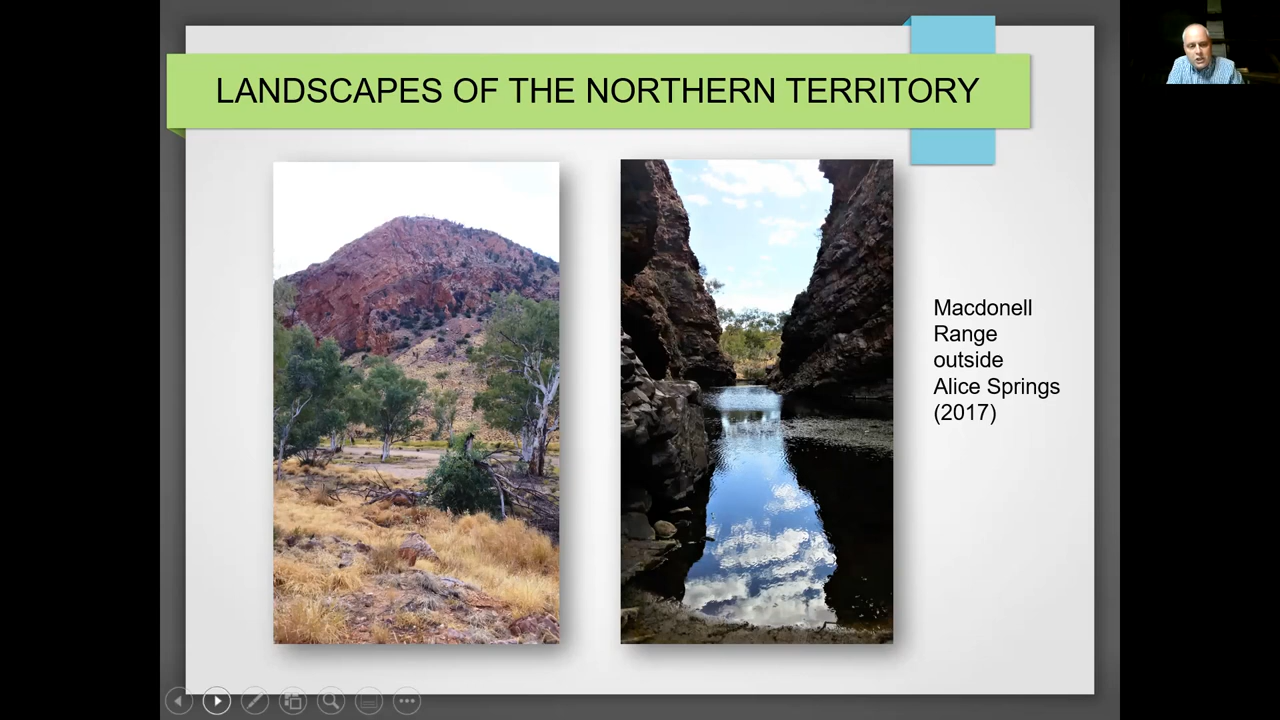 LANDSCAPES OF THE NORTHERN TERRITORY
Macdonell
Range
outside
Alice Springs
(2017)